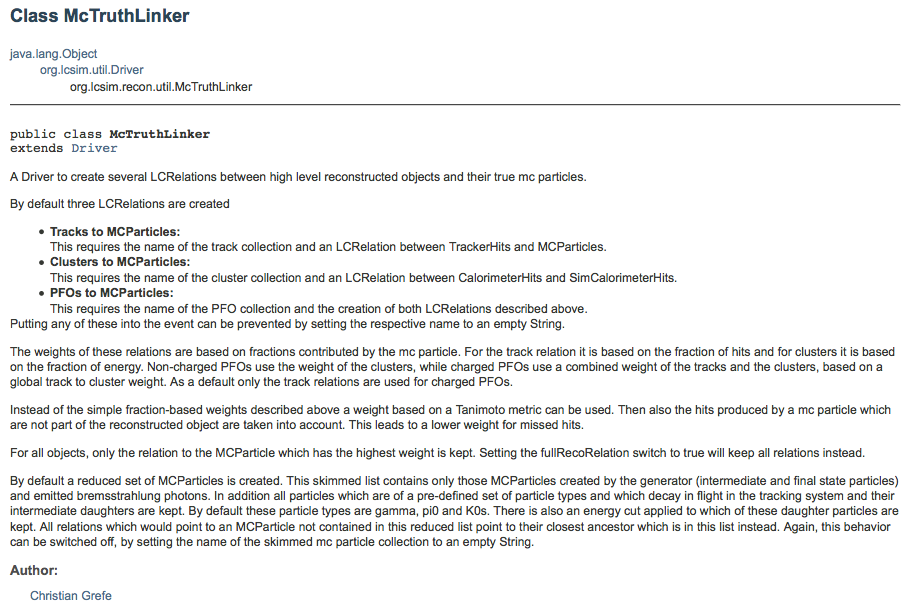 Class McTruthLinker
java.lang.Object
org.lcsim.util.Driver
org.lcsim.recon.util.McTruthLinker
public class McTruthLinker
extends Driver
A Driver to create several LCRelations between high level reconstructed objects and their true mc particles.
By default three LCRelations are created
• Tracks to MCParticles:
This requires the name of the track collection and an LCRelation between TrackerHits and MCParticles.
• Clusters to MCParticles:
This requires the name of the cluster collection and an LCRelation between CalorimeterHits and SimCalorimeterHits.
• PFOs to MCParticles:
This requires the name of the PFO collection and the creation of both LCRelations described above.
Putting any of these into the event can be prevented by setting the respective name to an empty String.
The weights of these relations are based on fractions contributed by the mc particle. For the track relation it is based on the fraction of hits and for clusters it is based
on the fraction of energy. Non-charged PFOs use the weight of the clusters, while charged PFOs use a combined weight of the tracks and the clusters, based on a
global track to cluster weight. As a default only the track relations are used for charged PFOs.
Instead of the simple fraction-based weights described above a weight based on a Tanimoto metric can be used. Then also the hits produced by a mc particle which
are not part of the reconstructed object are taken into account. This leads to a lower weight for missed hits.
For all objects, only the relation to the MCParticle which has the highest weight is kept. Setting the fullRecoRelation switch to true will keep all relations instead.
By default a reduced set of MCParticles is created. This skimmed list contains only those MCParticles created by the generator (intermediate and final state particles)
and emitted bremsstrahlung photons. In addition all particles which are of a pre-defined set of particle types and which decay in flight in the tracking system and their
intermediate daughters are kept. By default these particle types are gamma, pi0 and K0s. There is also an energy cut applied to which of these daughter particles are
kept. All relations which would point to an MCParticle not contained in this reduced list point to their closest ancestor which is in this list instead. Again, this behavior
can be switched off, by setting the name of the skimmed mc particle collection to an empty String.
Author:
Christian Grefe